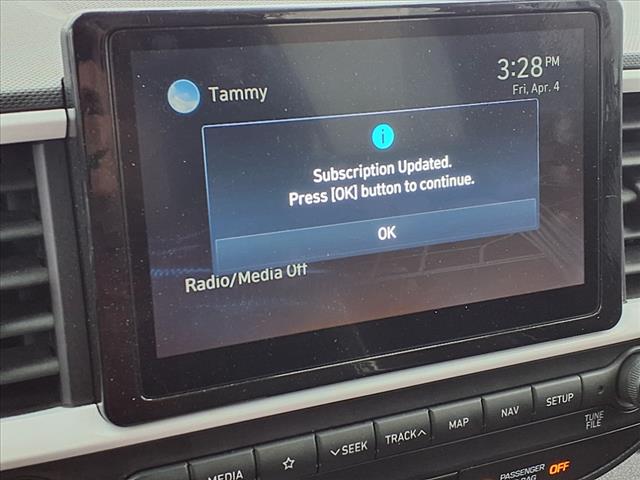 3:28PM
Tammy
Fri, Apr. 4
i
Subscription Updated.
Press [OK] button to continue.
OK
Radio/Media Off
MEDIA
☆
SEEK
TRACK
MAP
NAV
SETUP
TUNE
FILE
PASSENGER
OFF